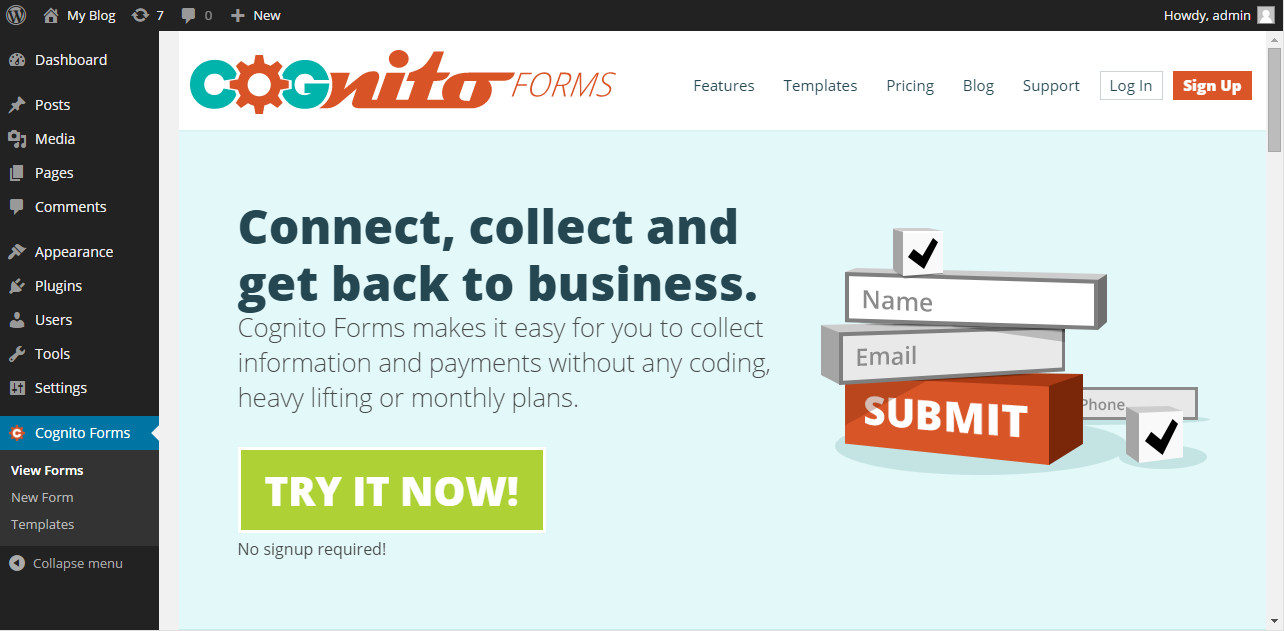 My Blog 7 0 New Howdy, admin
Dashboard
Posts
Media
Pages
Comments
Appearance
Plugins
Users
Tools
Settings
Cognito Forms
View Forms
New Form
Templates
Collapse menu
COGnito FORMS
Features Templates Pricing Blog Support Log In Sign Up
Connect, collect and
get back to business.
Cognito Forms makes it easy for you to collect
information and payments without any coding,
heavy lifting or monthly plans.
TRY IT NOW!
No signup required!
Name
Email
SUBMIT
Phone